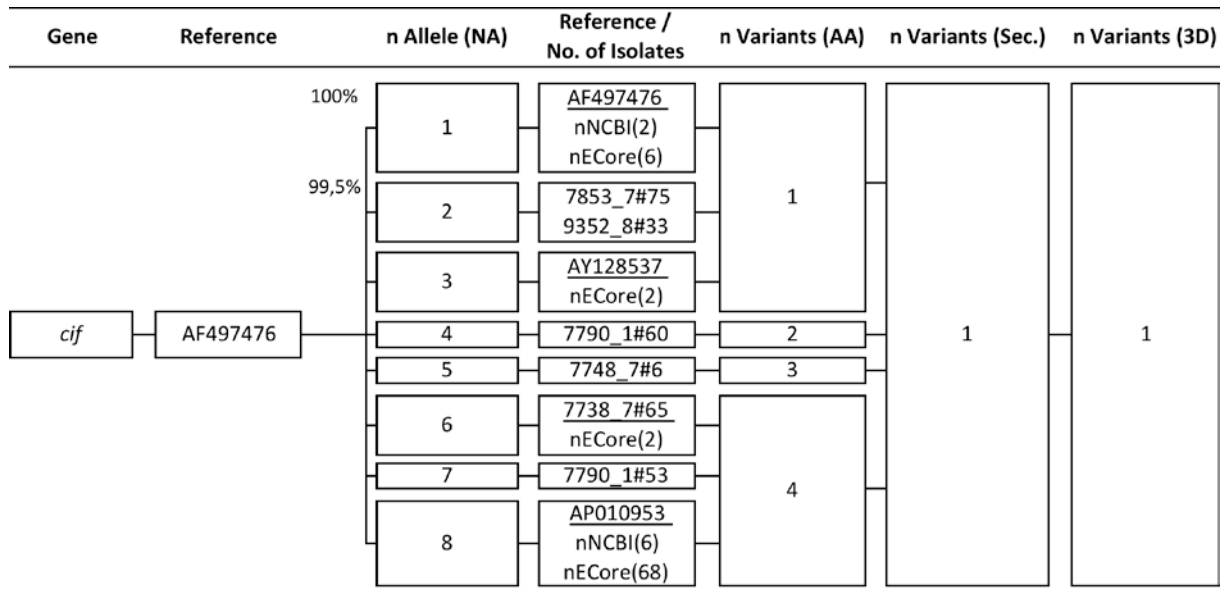 Gene Reference n Allele (NA) Reference / No. of Isolates n Variants (AA) n Variants (Sec.) n Variants (3D)
100%
1
AF497476
nNCBI(2)
nECore(6)
99,5%
2
7853_7#75
9352_8#33
1
3
AY128537
nECore(2)
cif
AF497476
4
7790_1#60
2
1
1
5
7748_7#6
3
6
7738_7#65
nECore(2)
7
7790_1#53
4
8
AP010953
nNCBI(6)
nECore(68)